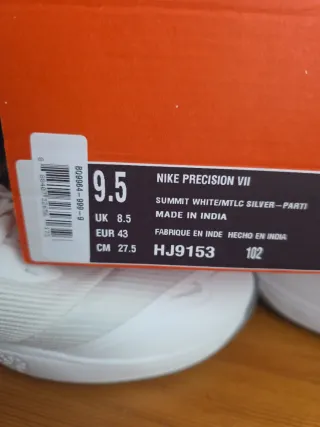 9.5
NIKE PRECISION VII
SUMMIT WHITE/MTLC SILVER-PARTI
UK 8.5
MADE IN INDIA
EUR 43
FABRIQUE EN INDE HECHO EN INDIA
CM 27.5
HJ9153 102